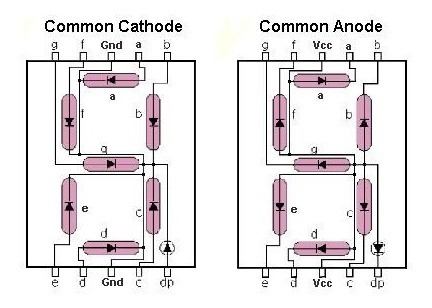 Common Cathode Common Anode
g f Gnd a b g f Vcc a b
a a
f b f b
g g
e c e c
d d
e d Gnd c dp e d Vcc c dp